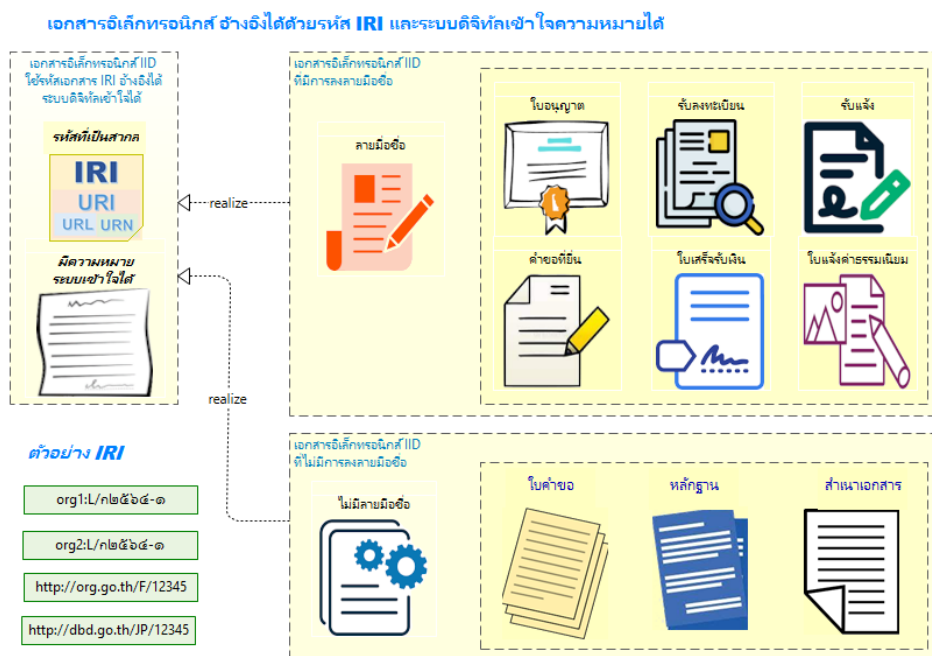 เอกสารอิเล็กทรอนิกส์ อ้างอิงได้ด้วยรหัส IRI และระบบดิจิทัลเข้าใจความหมายได้
เอกสารอิเล็กทรอนิกส์ IID
ใช้รหัสเอกสาร IRI อ้างอิงได้
ระบบดิจิทัลเข้าใจได้
รหัสที่เป็นสากล
IRI
URI
URL URN
มีความหมาย
ระบบเข้าใจได้
realize
realize
เอกสารอิเล็กทรอนิกส์ IID
ที่มีการลงลายมือชื่อ
ลายมือชื่อ
ใบอนุญาต
รับลงทะเบียน
รับแจ้ง
คำขอที่ยื่น
ใบเสร็จรับเงิน
ใบแจ้งค่าธรรมเนียม
ตัวอย่าง IRI
org1:L/ก๒๕๖๔-๑
org2:L/ก๒๕๖๔-๑
http://org.go.th/F/12345
http://dbd.go.th/JP/12345
เอกสารอิเล็กทรอนิกส์ IID
ที่ไม่มีการลงลายมือชื่อ
ไม่มีลายมือชื่อ
ใบคำขอ
หลักฐาน
สำเนาเอกสาร